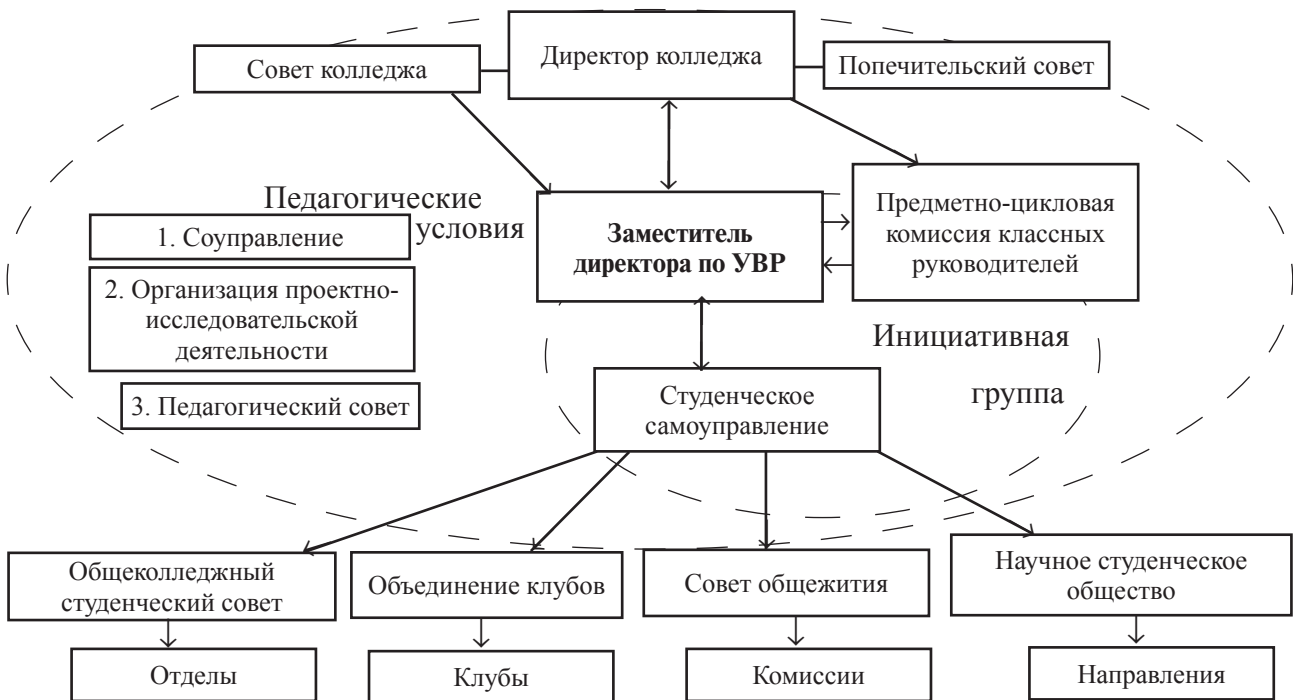 Директор колледжа
Совет колледжа
Попечительский совет
Педагогические
условия
1. Соуправление
2. Организация проектно-
исследовательской
деятельности
3. Педагогический совет
Заместитель
директора по УВР
Предметно-цикловая
комиссия классных
руководителей
Инициативная
группа
Студенческое
самоуправление
Общеколледжный
студенческий совет
Объединение клубов
Совет общежития
Научное студенческое
общество
Отделы
Клубы
Комиссии
Направления